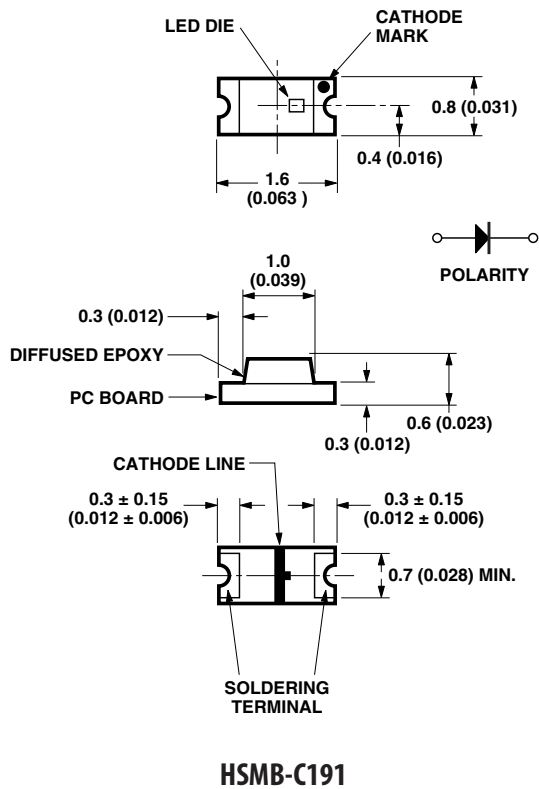 LED DIE
CATHODE
MARK
0.8 (0.031)
0.4 (0.016)
1.6
(0.063 )
POLARITY
1.0
(0.039)
0.3 (0.012)
DIFFUSED EPOXY
PC BOARD
0.6 (0.023)
0.3 (0.012)
CATHODE LINE
0.3 ± 0.15
(0.012 ± 0.006)
0.3 ± 0.15
(0.012 ± 0.006)
0.7 (0.028) MIN.
SOLDERING
TERMINAL
HSMB-C191